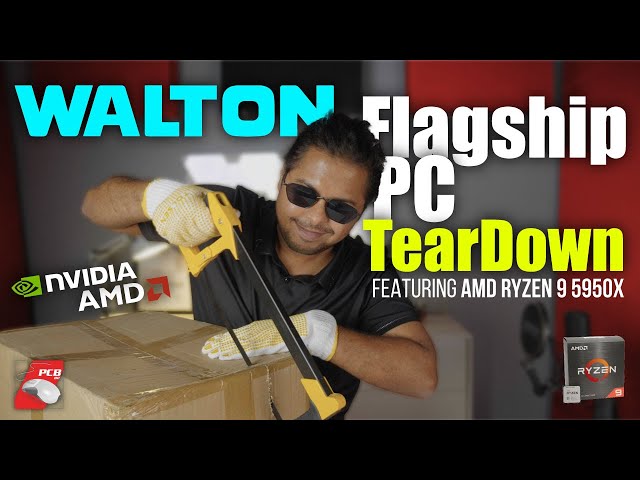 WALTON
Flagship
PC
TearDown
FEATURING AMD RYZEN 9 5950X
NVIDIA
AMD
PCB
AMD
RYZEN
9